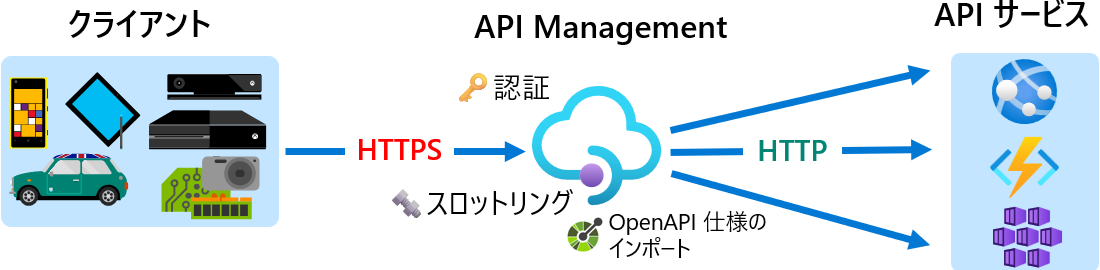 クライアント
API Management
API サービス
認証
HTTPS
HTTP
スロットリング
OpenAPI 仕様の
インポート